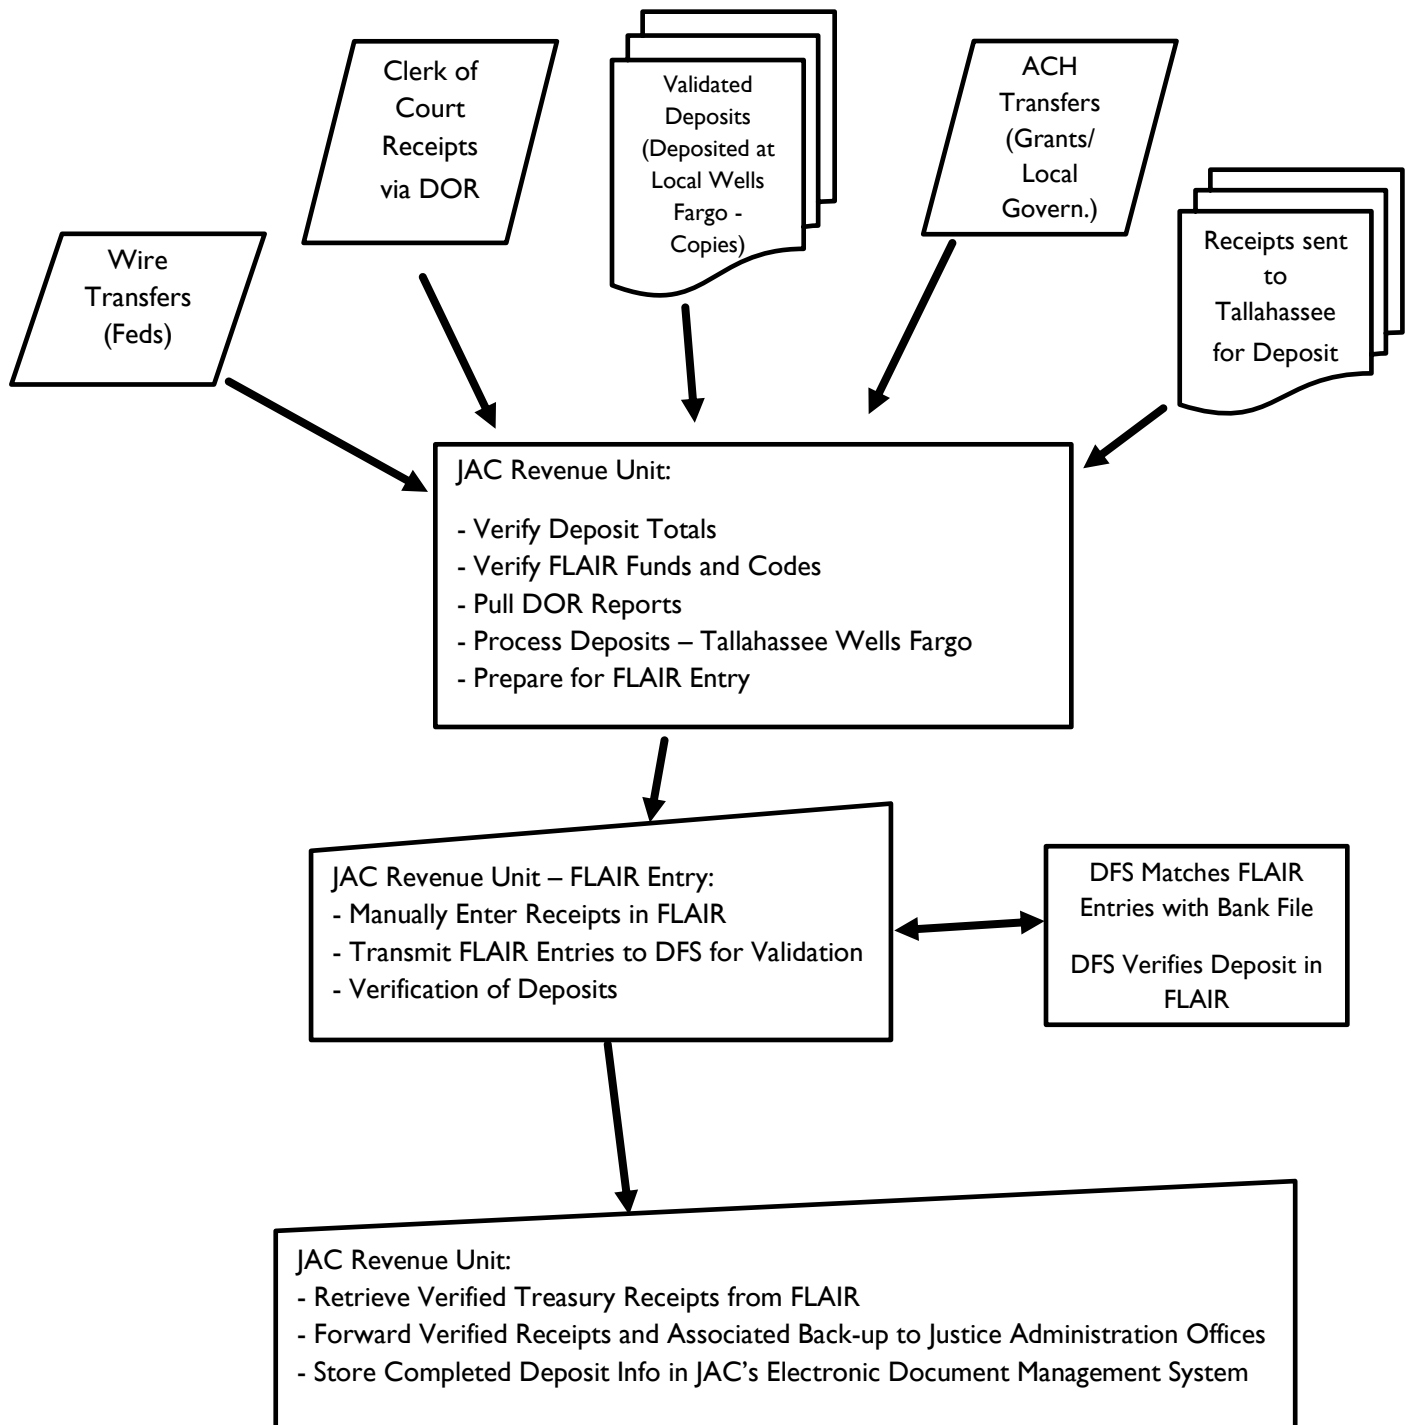 Wire
Transfers
(Feds)
Clerk of
Court
Receipts
via DOR
Validated
Deposits
(Deposited at
Local Wells
Fargo -
Copies)
ACH
Transfers
(Grants/
Local
Govern.)
Receipts sent
to
Tallahassee
for Deposit
JAC Revenue Unit:
- Verify Deposit Totals
- Verify FLAIR Funds and Codes
- Pull DOR Reports
- Process Deposits – Tallahassee Wells Fargo
- Prepare for FLAIR Entry
JAC Revenue Unit – FLAIR Entry:
- Manually Enter Receipts in FLAIR
- Transmit FLAIR Entries to DFS for Validation
- Verification of Deposits
DFS Matches FLAIR
Entries with Bank File
DFS Verifies Deposit in
FLAIR
JAC Revenue Unit:
- Retrieve Verified Treasury Receipts from FLAIR
- Forward Verified Receipts and Associated Back-up to Justice Administration Offices
- Store Completed Deposit Info in JAC’s Electronic Document Management System